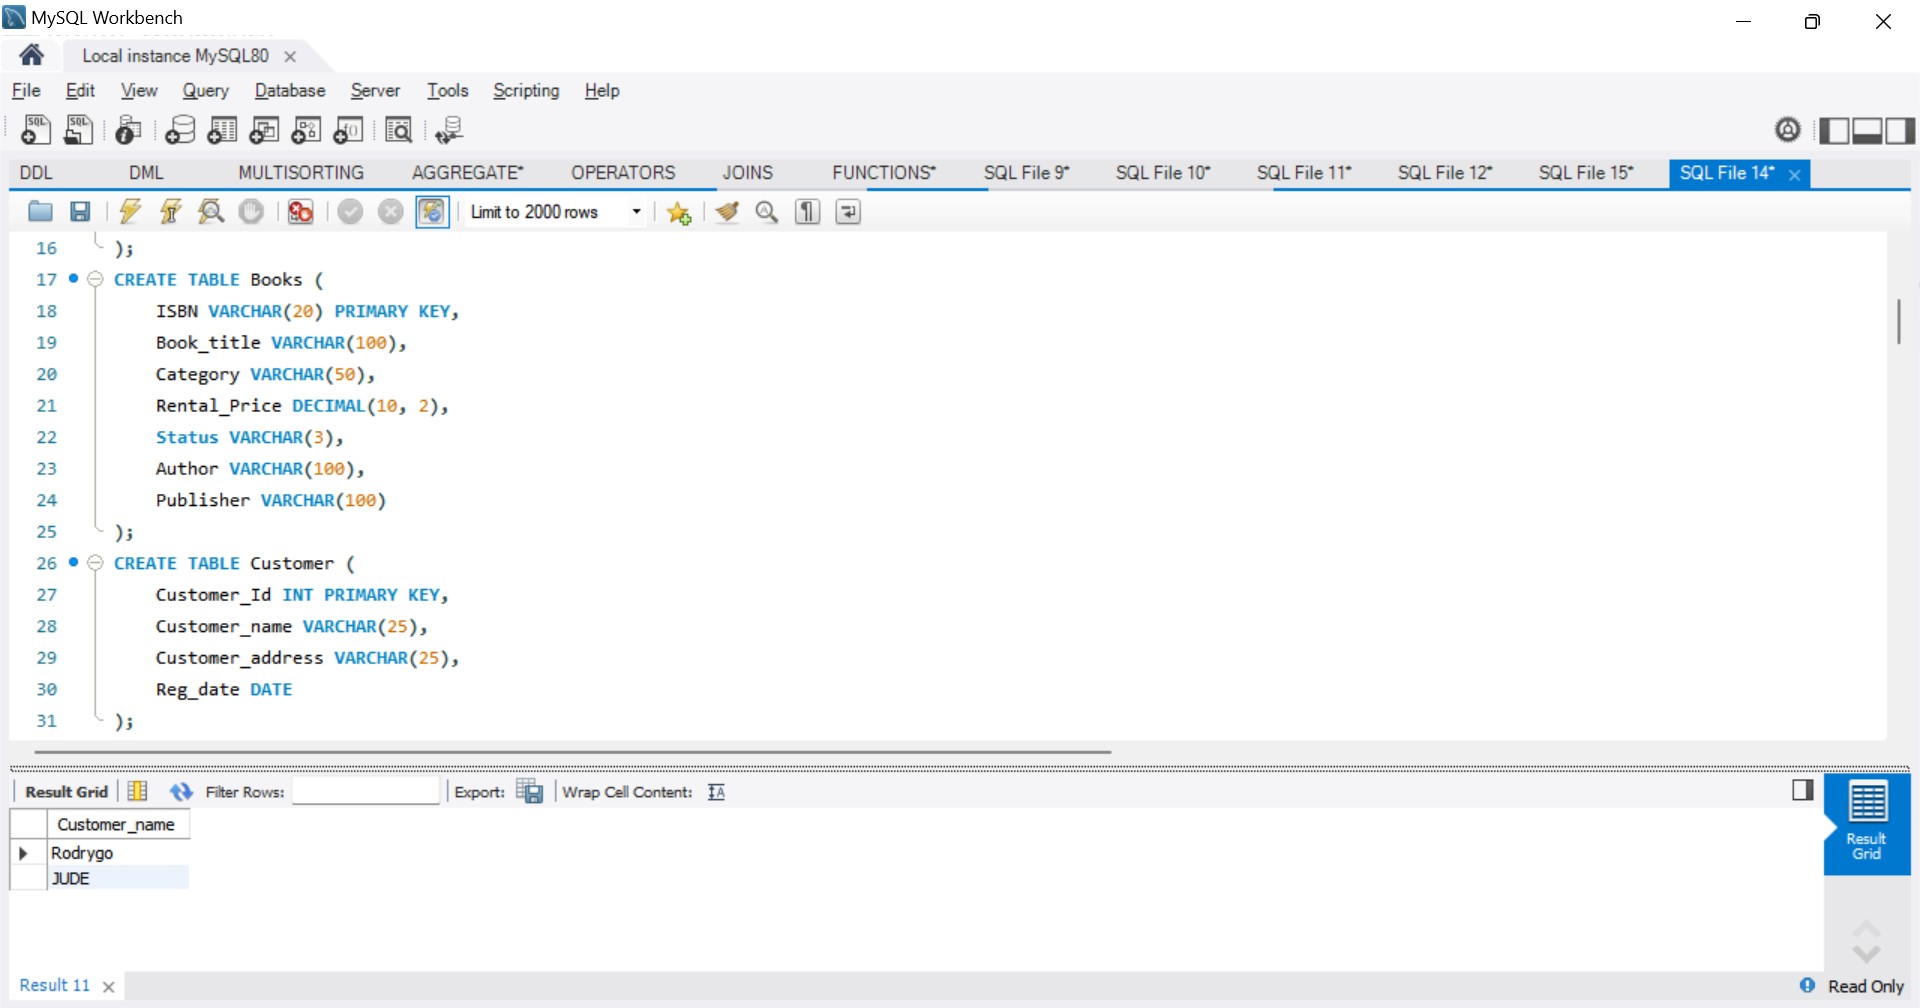 MySQL Workbench
Local instance MySQL80
File Edit View Query Database Server Tools Scripting Help
DDL DML MULTISORTING AGGREGATE* OPERATORS JOINS FUNCTIONS* SQL File 9* SQL File 10* SQL File 11* SQL File 12* SQL File 15* SQL File 14*
Limit to 2000 rows
16 );
17 CREATE TABLE Books (
18 ISBN VARCHAR(20) PRIMARY KEY,
19 Book_title VARCHAR(100),
20 Category VARCHAR(50),
21 Rental_Price DECIMAL(10, 2),
22 Status VARCHAR(3),
23 Author VARCHAR(100),
24 Publisher VARCHAR(100)
25 );
26 CREATE TABLE Customer (
27 Customer_Id INT PRIMARY KEY,
28 Customer_name VARCHAR(25),
29 Customer_address VARCHAR(25),
30 Reg_date DATE
31 );
Result Grid Filter Rows: Export: Wrap Cell Content:
Customer_name
Rodrygo
JUDE
Result
Grid
Result 11
Read Only